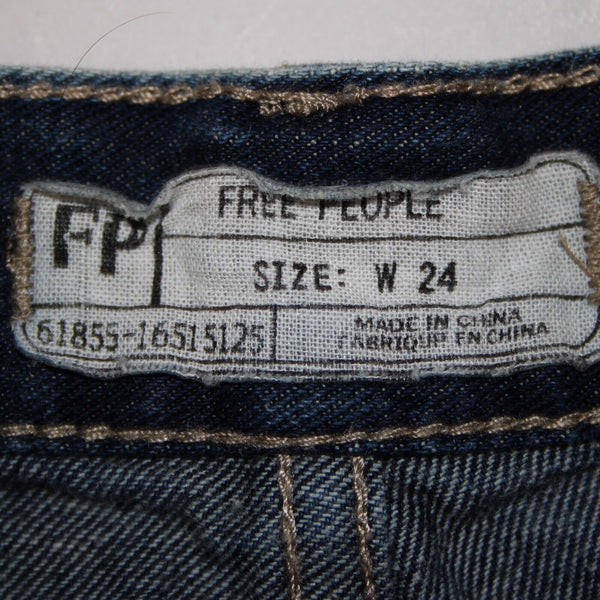 FP
FREE PEOPLE
SIZE: W 24
61855-16515125
MADE IN CHINA
FABRIQUE EN CHINA